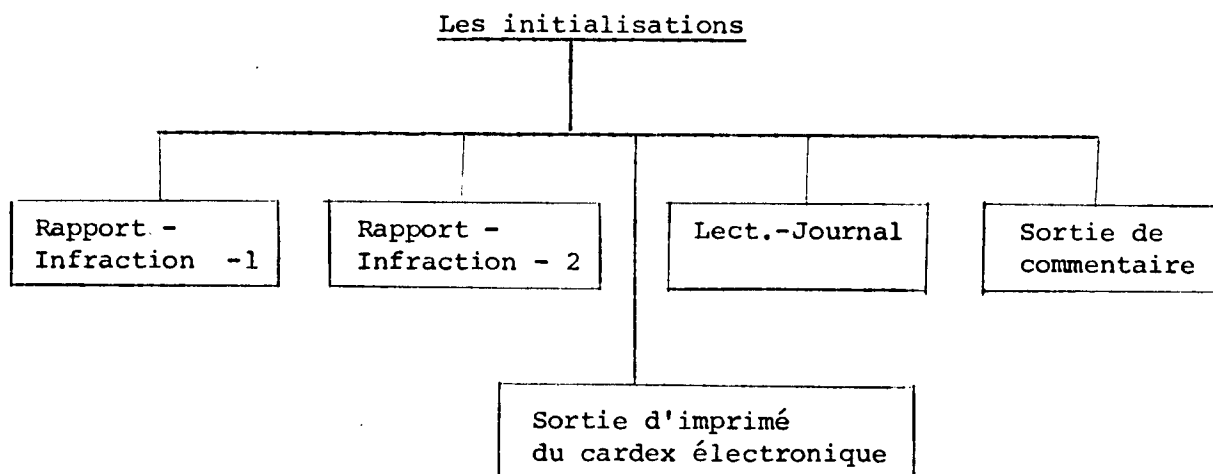 Les initialisations
Rapport -
Infraction -1
Rapport -
Infraction - 2
Lect.-Journal
Sortie de
commentaire
Sortie d'imprimé
du cardex électronique